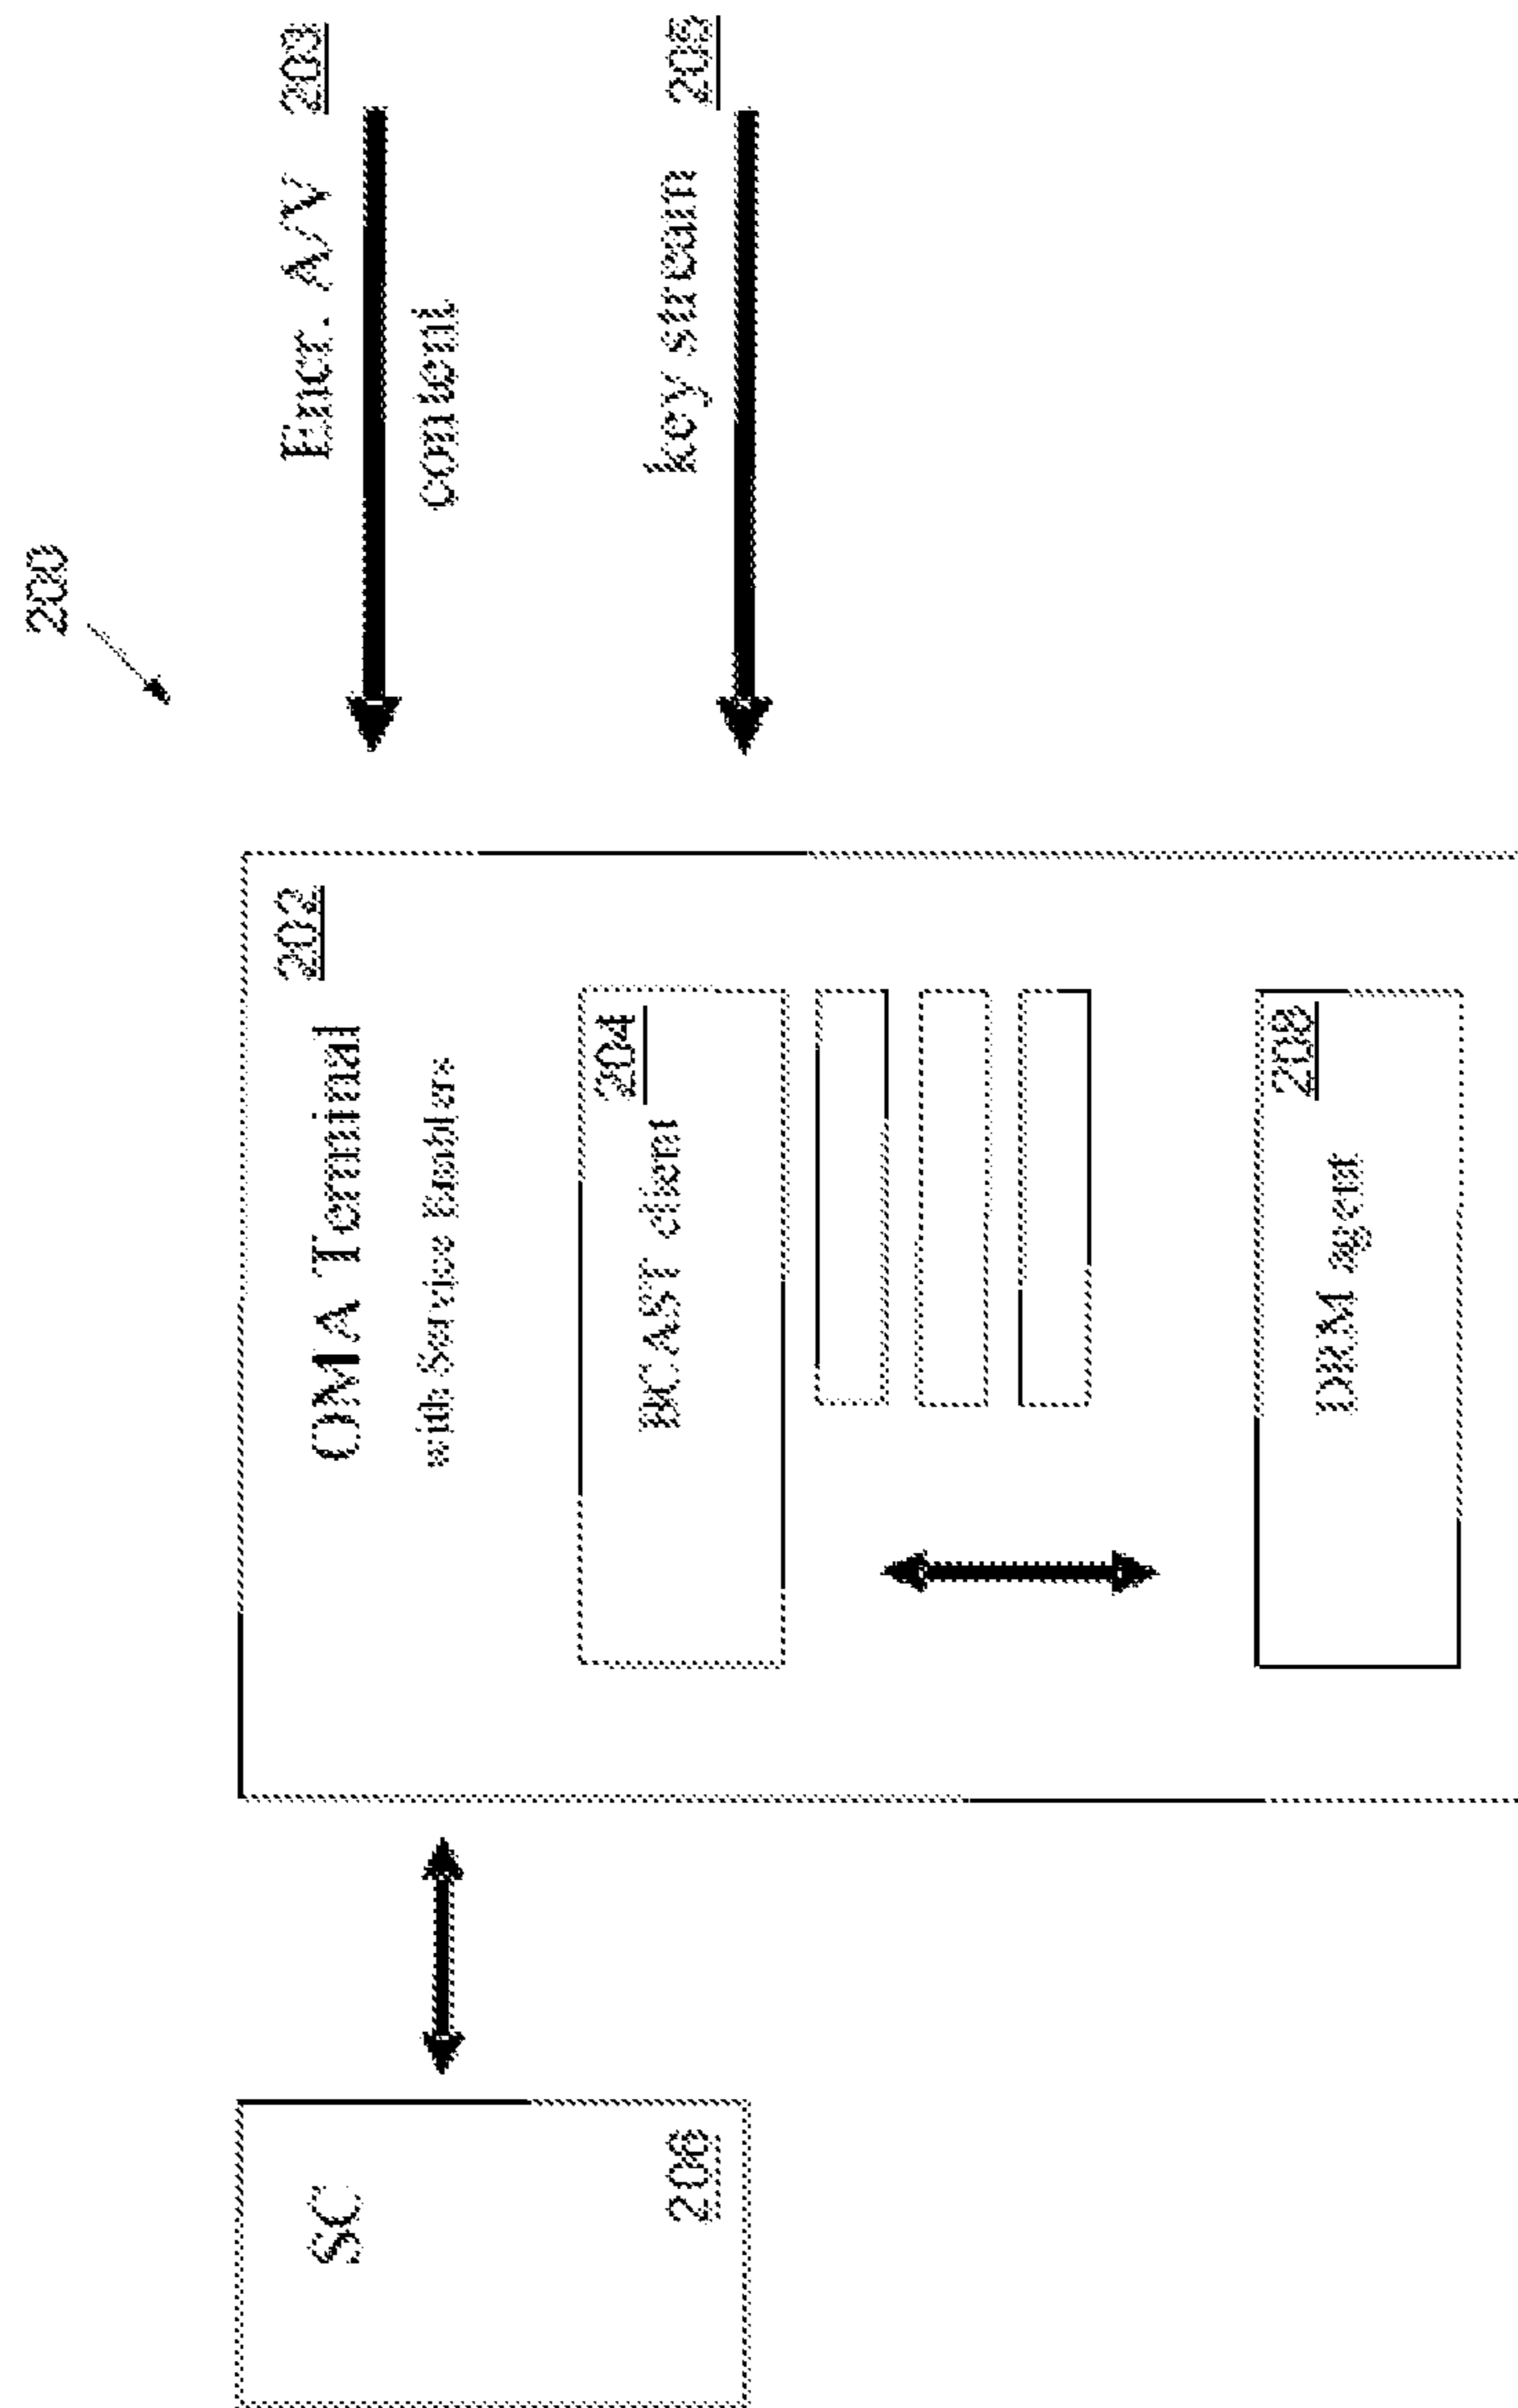 200
SC
206
OMA Terminal 202
with Service Enablers
BCAST client 204
DRM agent 208
Encr. A/V 203
content
key stream 205